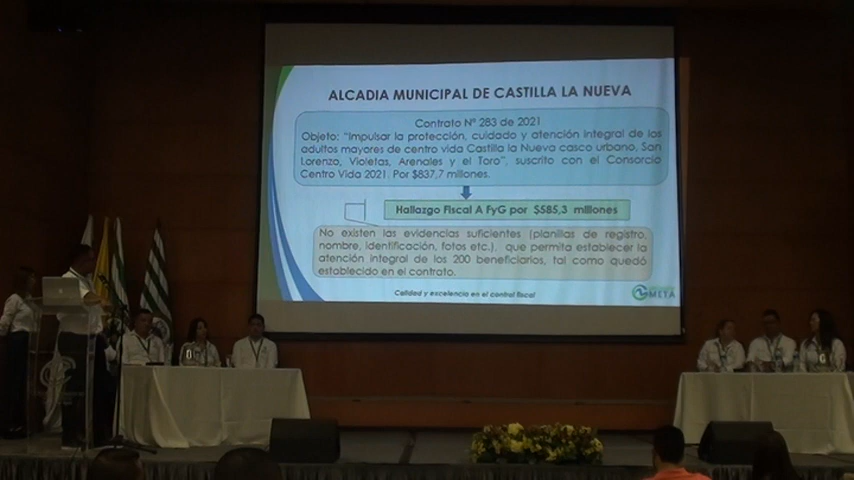 ALCADIA MUNICIPAL DE CASTILLA LA NUEVA
Contrato Nº 283 de 2021
Objeto: "Impulsar la protección, cuidado y atención integral de los
adultos mayores de centro vida Castilla la Nueva casco urbano, San
Lorenzo, Violetas, Arenales y el Toro", suscrito con el Consorcio
Centro Vida 2021. Por $837,7 millones.
Hallazgo Fiscal A FyG por $585,3 millones
No existen las evidencias suficientes (planillas de registro,
nombre, identificación, fotos etc.), que permita establecer la
atención integral de los 200 beneficiarios, tal como quedó
establecido en el contrato.
Calidad y excelencia en el control fiscal
META